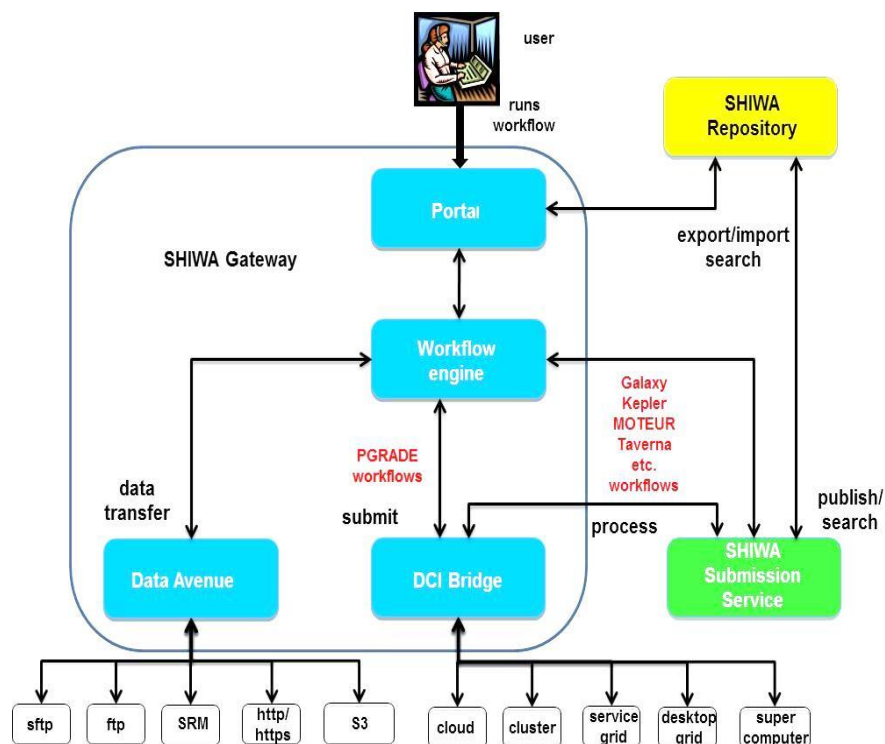 user
runs
workflow
SHIWA
Repository
Portal
export/import
search
SHIWA Gateway
Workflow
engine
Galaxy
Kepler
MOTEUR
Taverna
etc.
workflows
PGRADE
workflows
data
transfer
submit
process
publish/
search
Data Avenue
DCI Bridge
SHIWA
Submission
Service
sftp
ftp
SRM
http/
https
S3
cloud
cluster
service
grid
desktop
grid
super
computer